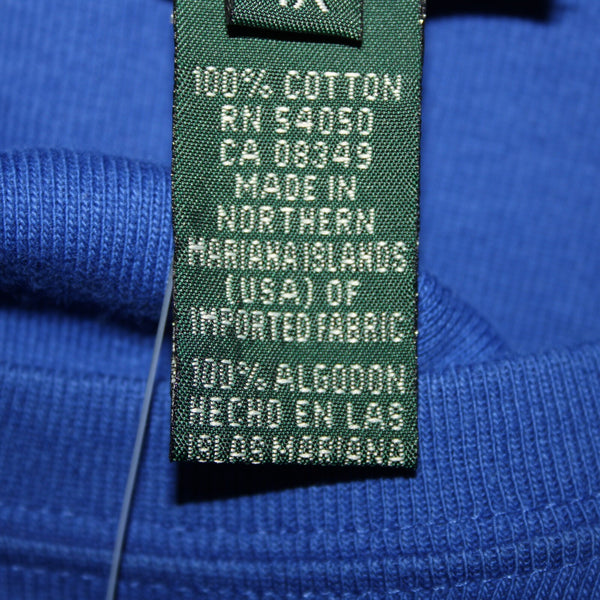 1X
100% COTTON
RN 54050
CA 08349
MADE IN
NORTHERN
MARIANA ISLANDS
(USA) OF
IMPORTED FABRIC
100% ALGODON
HECHO EN LAS
ISLAS MARIANA